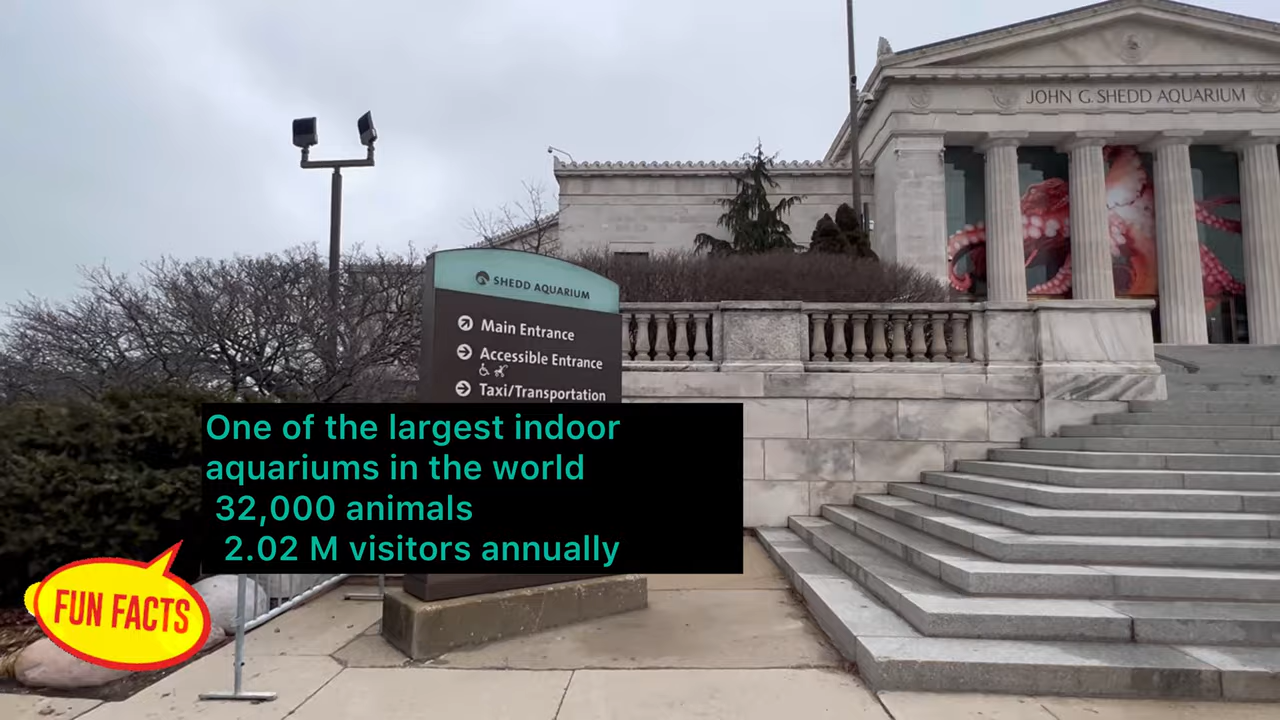 JOHN G. SHEDD AQUARIUM
SHEDD AQUARIUM
Main Entrance
Accessible Entrance
Taxi/Transportation
One of the largest indoor
aquariums in the world
32,000 animals
2.02 M visitors annually
FUN FACTS